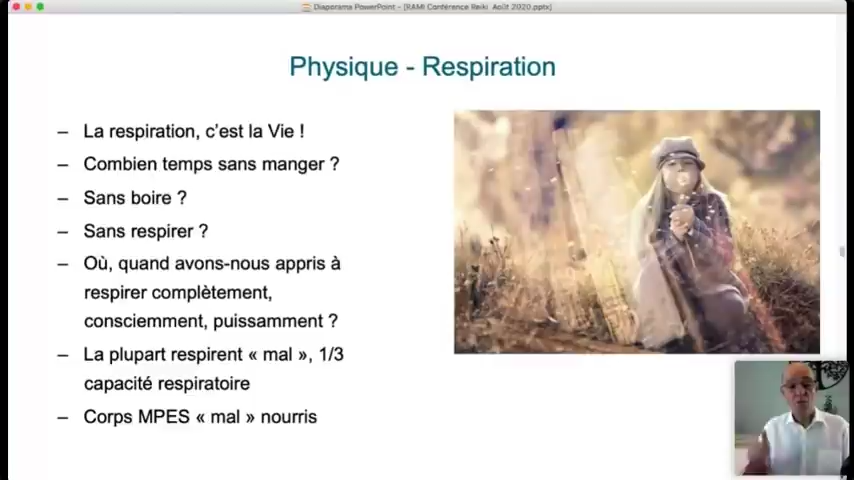 Diaporama PowerPoint - [RAMI Conférence Reiki Août 2020.pptx]
Physique - Respiration
– La respiration, c’est la Vie !
– Combien temps sans manger ?
– Sans boire ?
– Sans respirer ?
– Où, quand avons-nous appris à
respirer complètement,
consciemment, puissamment ?
– La plupart respirent « mal », 1/3
capacité respiratoire
– Corps MPES « mal » nourris